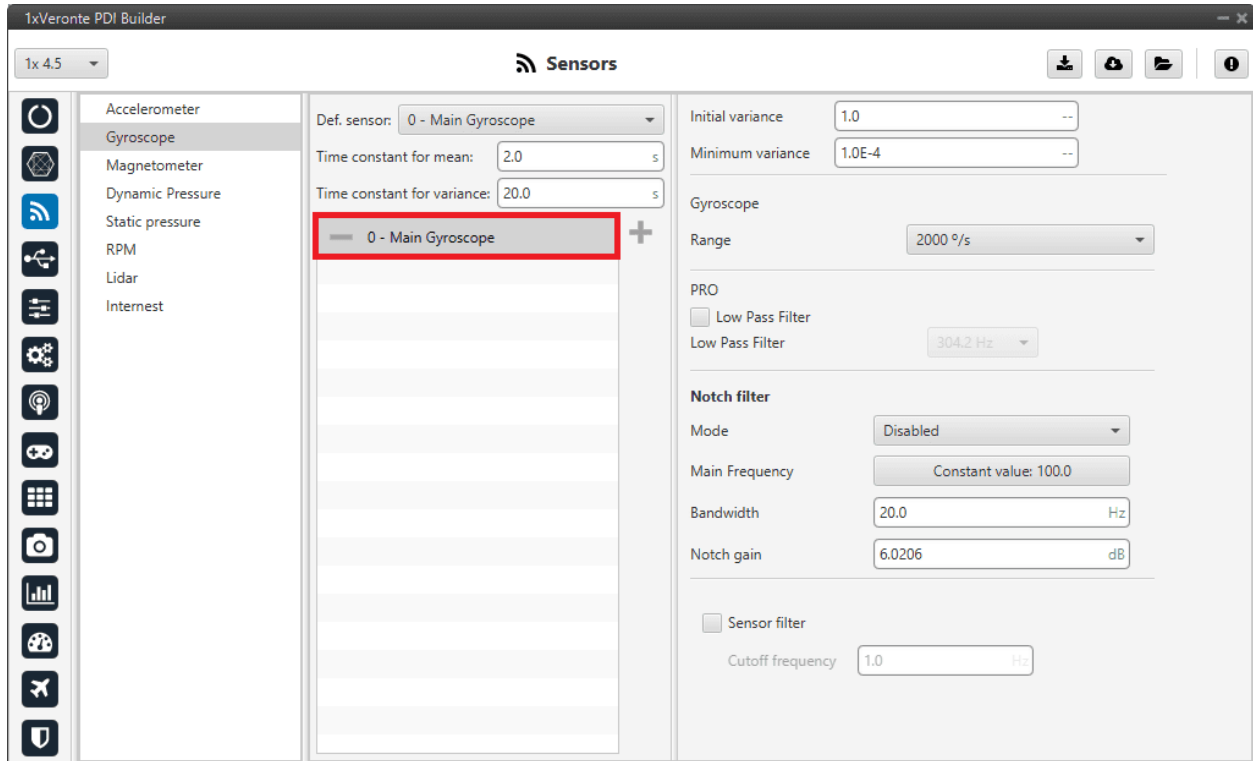 1xVeronte PDI Builder
1x 4.5
Sensors
Accelerometer
Gyroscope
Magnetometer
Dynamic Pressure
Static pressure
RPM
Lidar
Internest
Def. sensor: 0 - Main Gyroscope
Time constant for mean: 2.0 s
Time constant for variance: 20.0 s
0 - Main Gyroscope
Initial variance 1.0 --
Minimum variance 1.0E-4 --
Gyroscope
Range 2000 º/s
PRO
Low Pass Filter
Low Pass Filter 304.2 Hz
Notch filter
Mode Disabled
Main Frequency Constant value: 100.0
Bandwidth 20.0 Hz
Notch gain 6.0206 dB
Sensor filter
Cutoff frequency 1.0 Hz